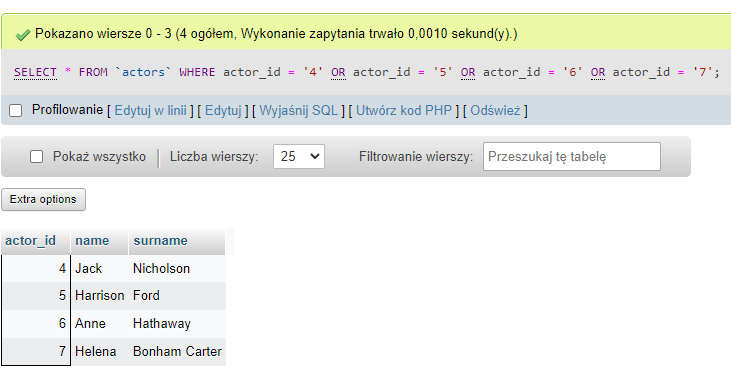 Pokazano wiersze 0 - 3 (4 ogółem, Wykonanie zapytania trwało 0,0010 sekund(y).)
SELECT * FROM `actors` WHERE actor_id = '4' OR actor_id = '5' OR actor_id = '6' OR actor_id = '7';
Profilowanie [ Edytuj w linii ] [ Edytuj ] [ Wyjaśnij SQL ] [ Utwórz kod PHP ] [ Odśwież ]
Pokaż wszystko | Liczba wierszy: 25 Filtrowanie wierszy: Przeszukaj tę tabelę
Extra options
actor_id name surname
4 Jack Nicholson
5 Harrison Ford
6 Anne Hathaway
7 Helena Bonham Carter